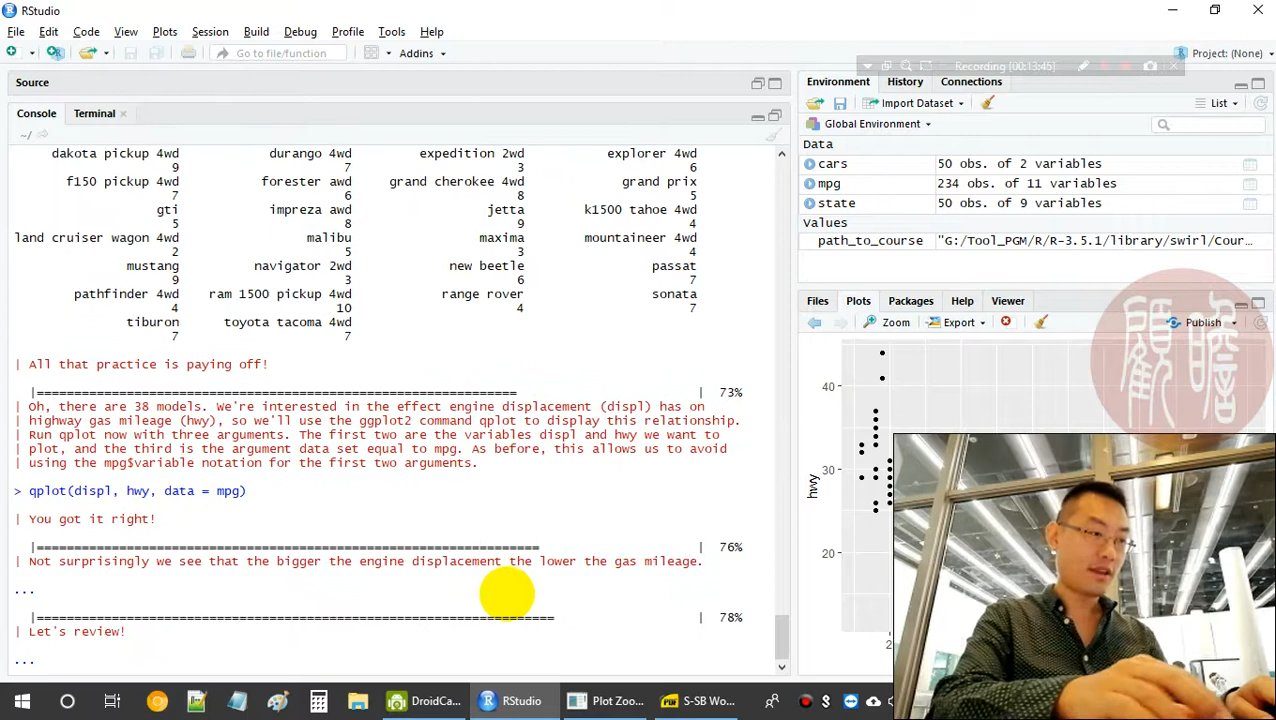 RStudio
File Edit Code View Plots Session Build Debug Profile Tools Help
Go to file/function Addins Project: (None)
Recording [00:13:45]
Source
Console Terminal
~/
dakota pickup 4wd durango 4wd expedition 2wd explorer 4wd
9 7 3 6
f150 pickup 4wd forester awd grand cherokee 4wd grand prix
7 6 8 5
gti impreza awd jetta k1500 tahoe 4wd
5 8 9 4
land cruiser wagon 4wd malibu maxima mountaineer 4wd
2 5 3 4
mustang navigator 2wd new beetle passat
9 3 6 7
pathfinder 4wd ram 1500 pickup 4wd range rover sonata
4 10 4 7
tiburon toyota tacoma 4wd
7 7
| All that practice is paying off!
|=================================================================== | 73%
| Oh, there are 38 models. We're interested in the effect engine displacement (displ) has on
| highway gas mileage (hwy), so we'll use the ggplot2 command qplot to display this relationship.
| Run qplot now with three arguments. The first two are the variables displ and hwy we want to
| plot, and the third is the argument data set equal to mpg. As before, this allows us to avoid
| using the mpg$variable notation for the first two arguments.
> qplot(displ, hwy, data = mpg)
| You got it right!
|====================================================================== | 76%
| Not surprisingly we see that the bigger the engine displacement the lower the gas mileage.
...
|======================================================================== | 78%
| Let's review!
...
Environment History Connections
Import Dataset List
Global Environment
Data
cars 50 obs. of 2 variables
mpg 234 obs. of 11 variables
state 50 obs. of 9 variables
Values
path_to_course "G:/Tool_PGM/R/R-3.5.1/library/swirl/Cour...
Files Plots Packages Help Viewer
Zoom Export Publish
40
30
20
hwy
2
DroidCa... RStudio Plot Zoo... S-SB Wo...